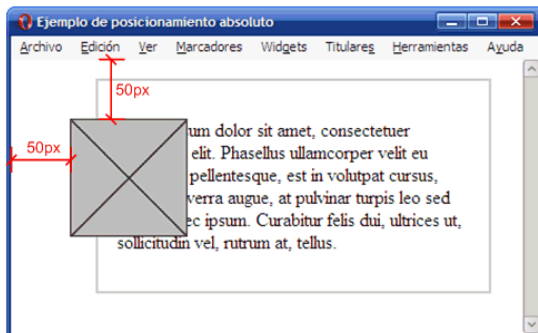 Ejemplo de posicionamiento absoluto
Archivo Edición Ver Marcadores Widgets Titulares Herramientas Ayuda
50px
50px
um dolor sit amet, consectetuer
elit. Phasellus ullamcorper velit eu
pellentesque, est in volutpat cursus,
verra augue, at pulvinar turpis leo sed
ec ipsum. Curabitur felis dui, ultrices ut,
sollicitudin vel, rutrum at, tellus.